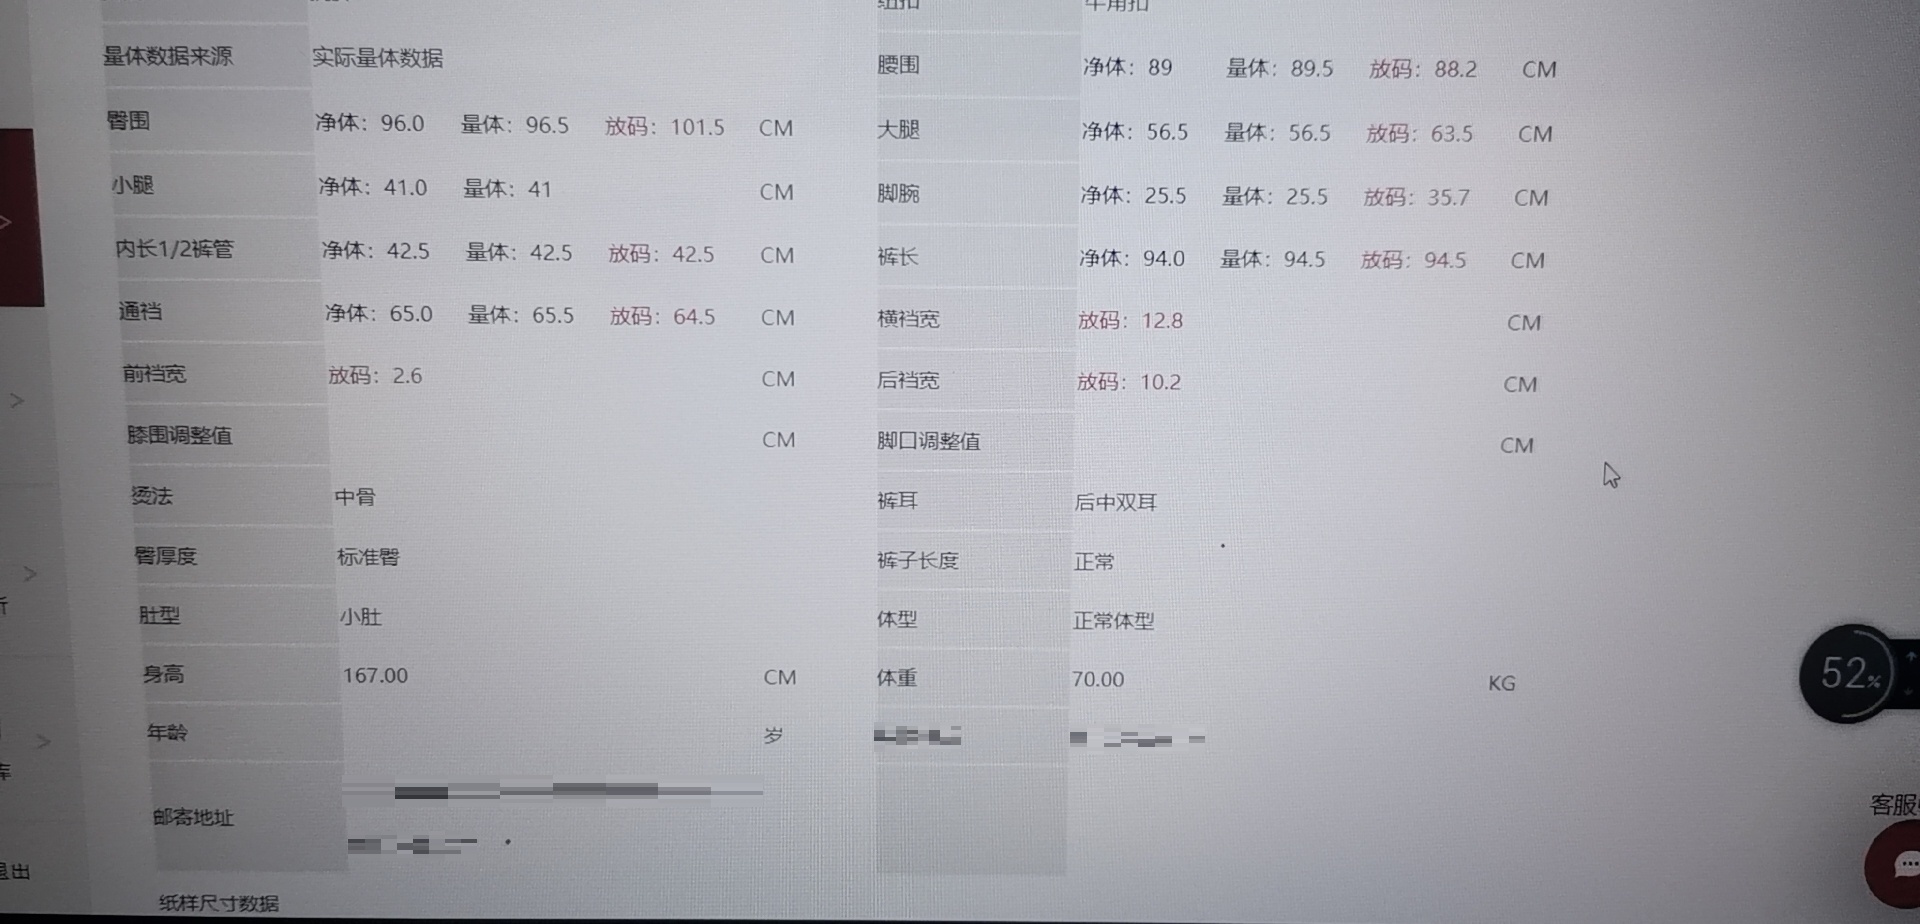 量体数据来源 实际量体数据 腰围 净体：89 量体：89.5 放码：88.2 CM
臀围 净体：96.0 量体：96.5 放码：101.5 CM 大腿 净体：56.5 量体：56.5 放码：63.5 CM
小腿 净体：41.0 量体：41 CM 脚腕 净体：25.5 量体：25.5 放码：35.7 CM
内长1/2裤管 净体：42.5 量体：42.5 放码：42.5 CM 裤长 净体：94.0 量体：94.5 放码：94.5 CM
通裆 净体：65.0 量体：65.5 放码：64.5 CM 横裆宽 放码：12.8 CM
前裆宽 放码：2.6 CM 后裆宽 放码：10.2 CM
膝围调整值 CM 脚口调整值 CM
烫法 中骨 裤耳 后中双耳
臀厚度 标准臀 裤子长度 正常
肚型 小肚 体型 正常体型
身高 167.00 CM 体重 70.00 KG
52%
年龄 岁
邮寄地址
客服
退出
纸样尺寸数据